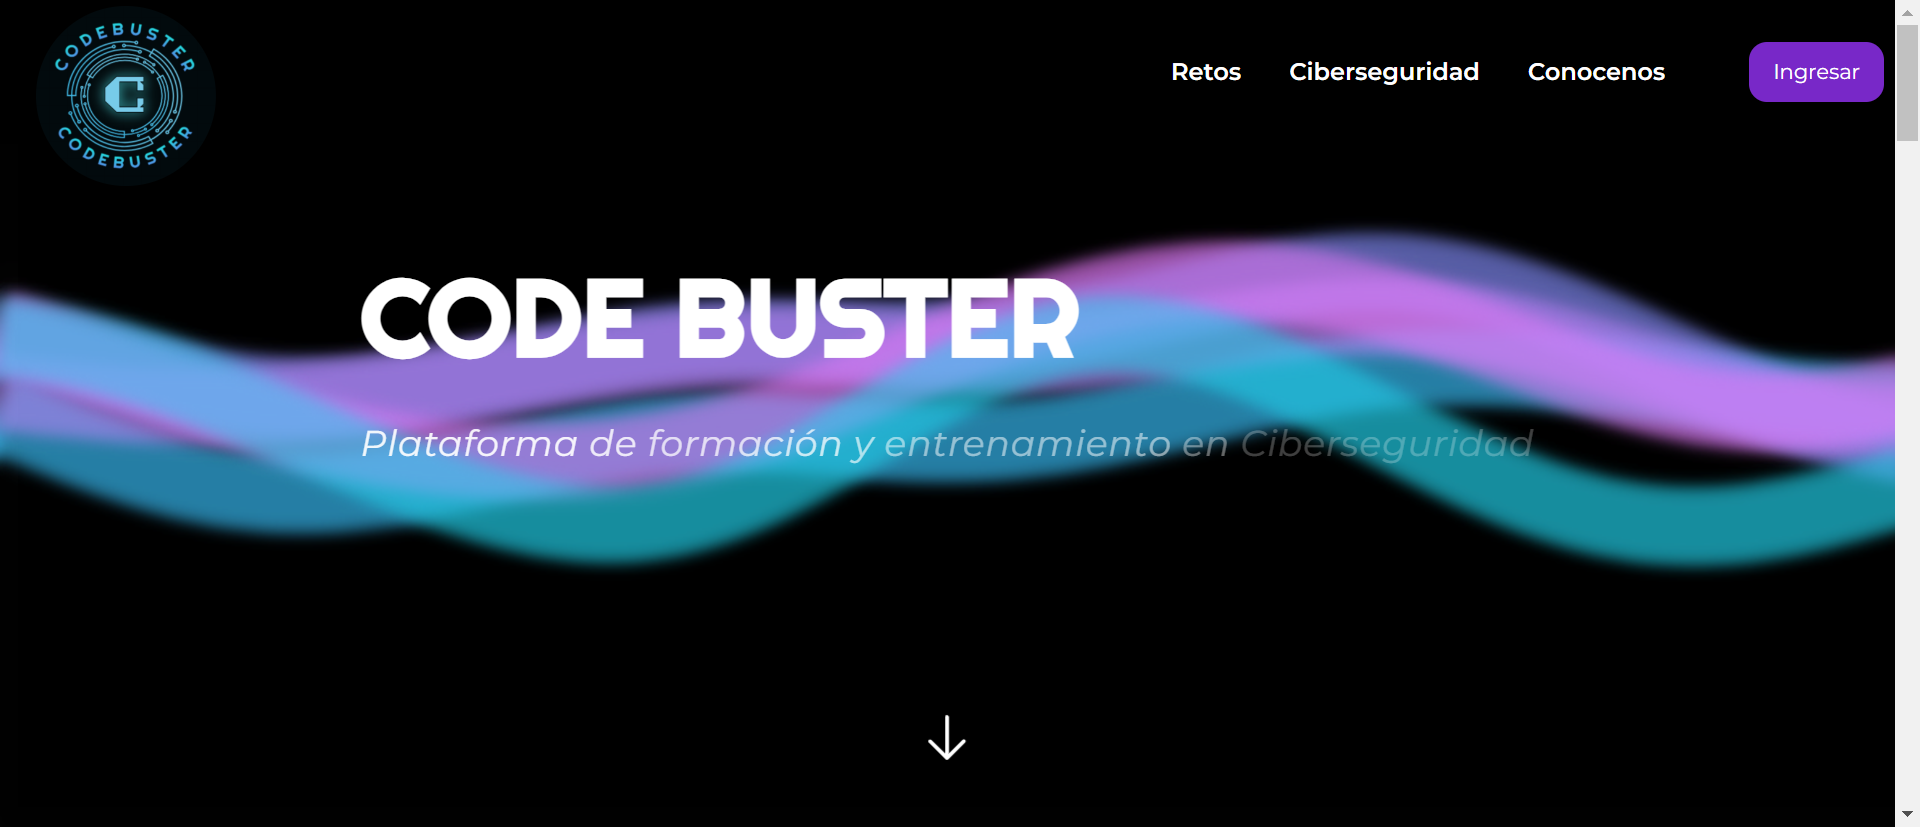 CODEBUSTER
C
CODEBUSTER
Retos Ciberseguridad Conocenos Ingresar
CODE BUSTER
Plataforma de formación y entrenamiento en Ciberseguridad